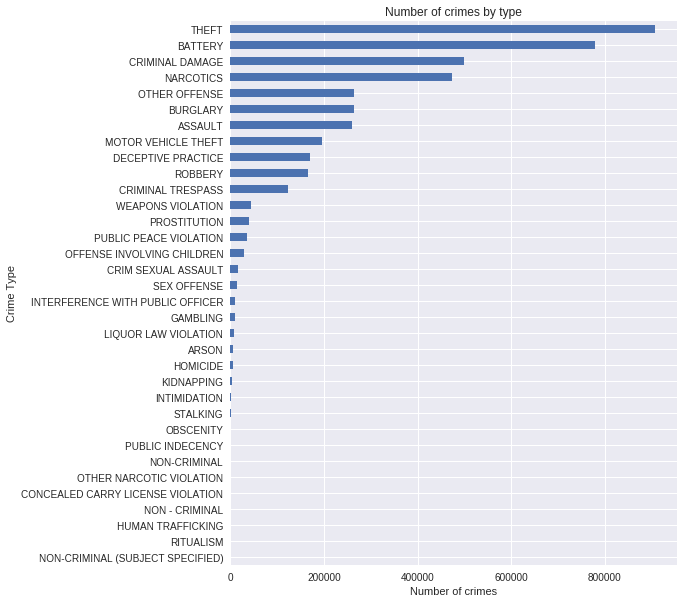 Number of crimes by type
THEFT
BATTERY
CRIMINAL DAMAGE
NARCOTICS
OTHER OFFENSE
BURGLARY
ASSAULT
MOTOR VEHICLE THEFT
DECEPTIVE PRACTICE
ROBBERY
CRIMINAL TRESPASS
WEAPONS VIOLATION
PROSTITUTION
PUBLIC PEACE VIOLATION
OFFENSE INVOLVING CHILDREN
CRIM SEXUAL ASSAULT
SEX OFFENSE
INTERFERENCE WITH PUBLIC OFFICER
GAMBLING
LIQUOR LAW VIOLATION
ARSON
HOMICIDE
KIDNAPPING
INTIMIDATION
STALKING
OBSCENITY
PUBLIC INDECENCY
NON-CRIMINAL
OTHER NARCOTIC VIOLATION
CONCEALED CARRY LICENSE VIOLATION
NON - CRIMINAL
HUMAN TRAFFICKING
RITUALISM
NON-CRIMINAL (SUBJECT SPECIFIED)
Crime Type
0 200000 400000 600000 800000
Number of crimes